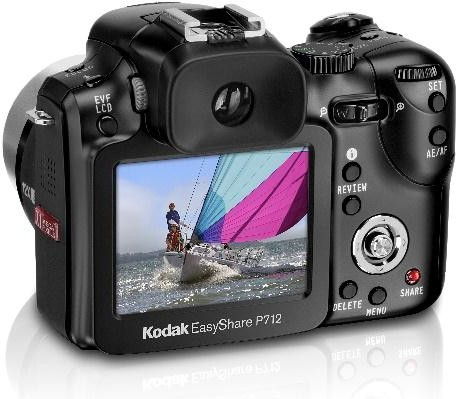 EVF
LCD
SET
AE/AF
REVIEW
DELETE
MENU
SHARE
Kodak EasyShare P712